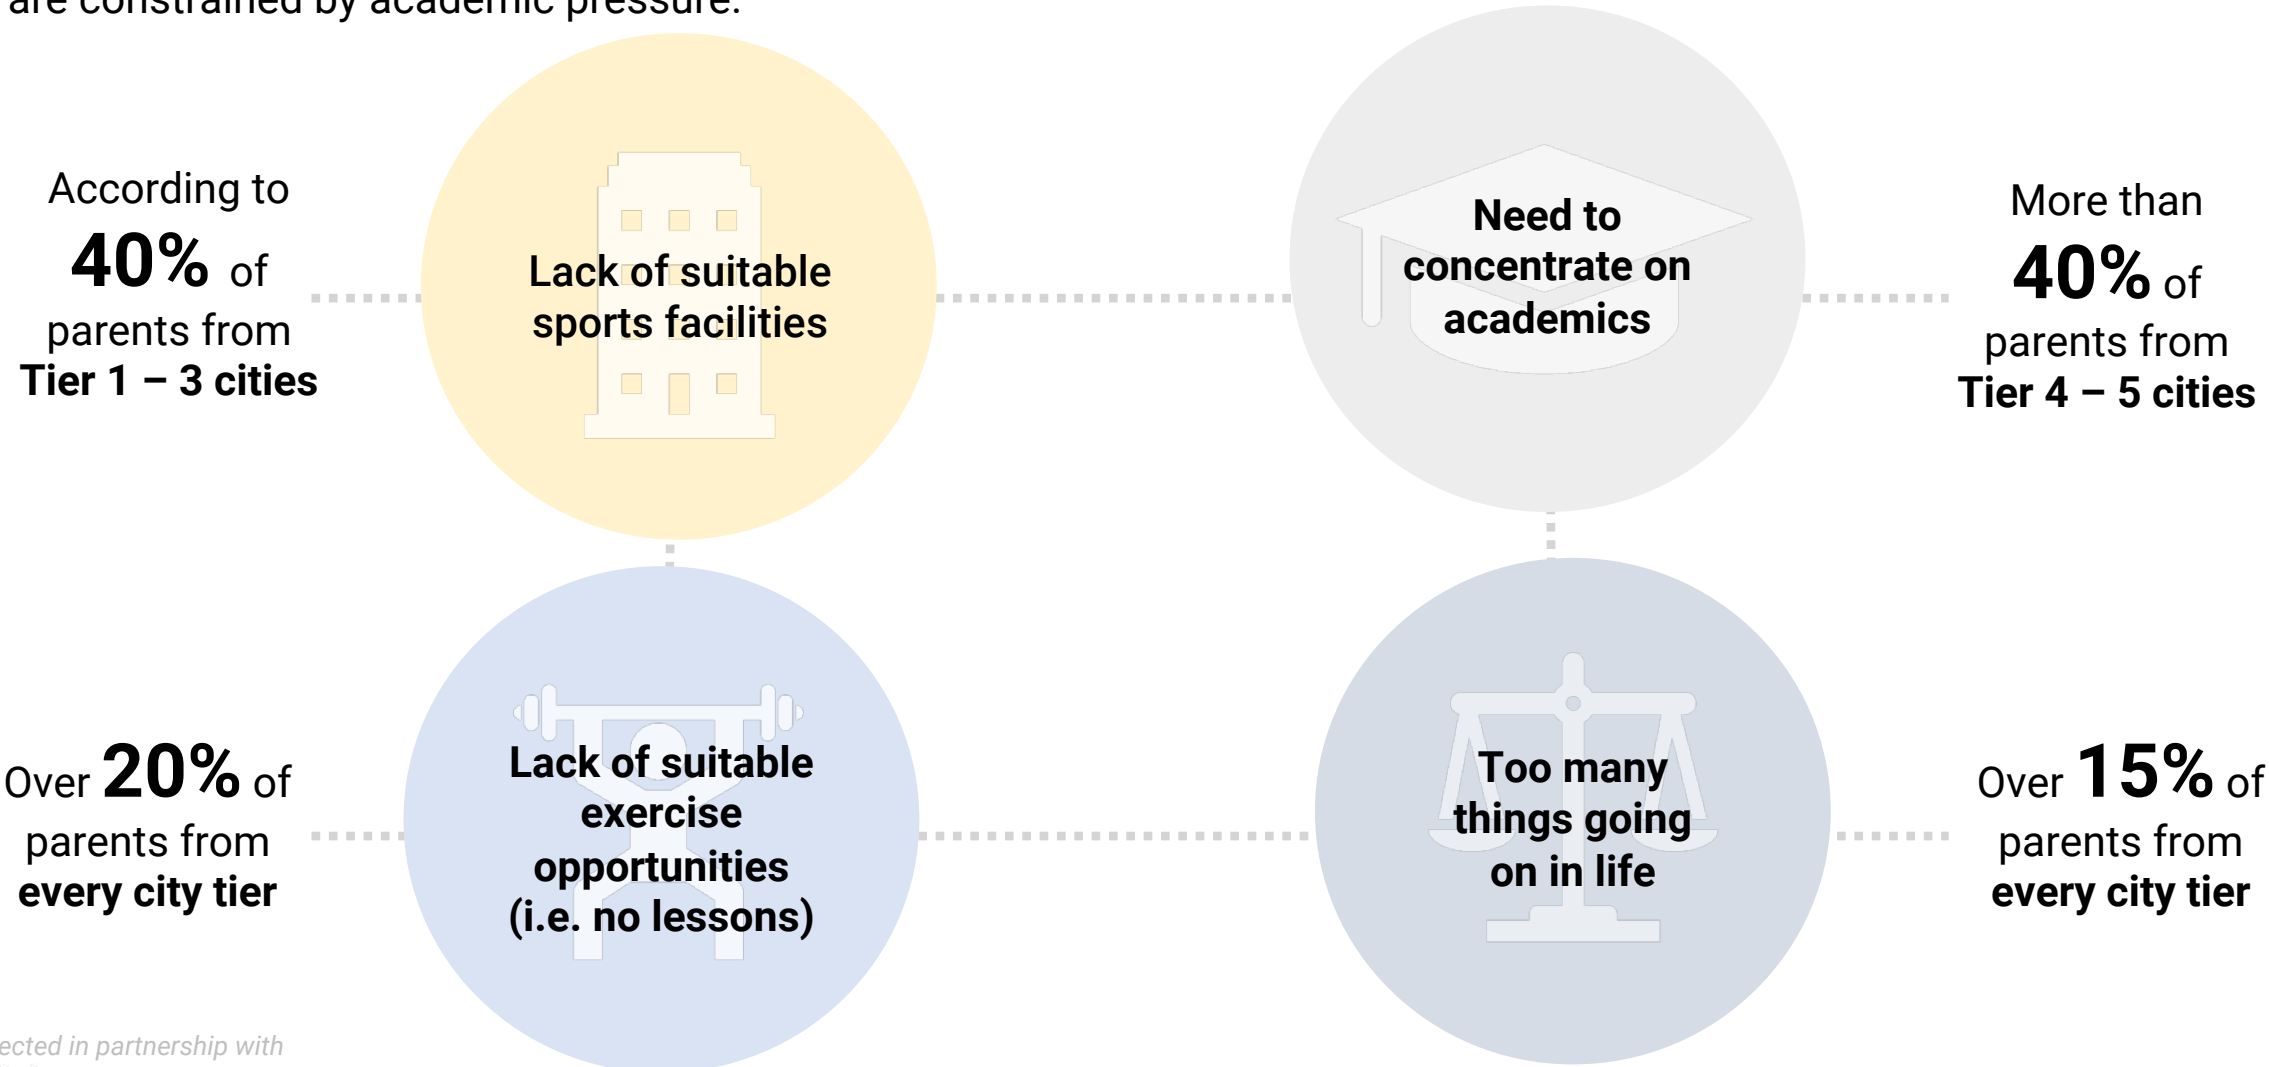 are constrained by academic pressure.
According to
40% of
parents from
Tier 1 – 3 cities
Lack of suitable
sports facilities
Need to
concentrate on
academics
More than
40% of
parents from
Tier 4 – 5 cities
Over 20% of
parents from
every city tier
Lack of suitable
exercise
opportunities
(i.e. no lessons)
Too many
things going
on in life
Over 15% of
parents from
every city tier
ected in partnership with